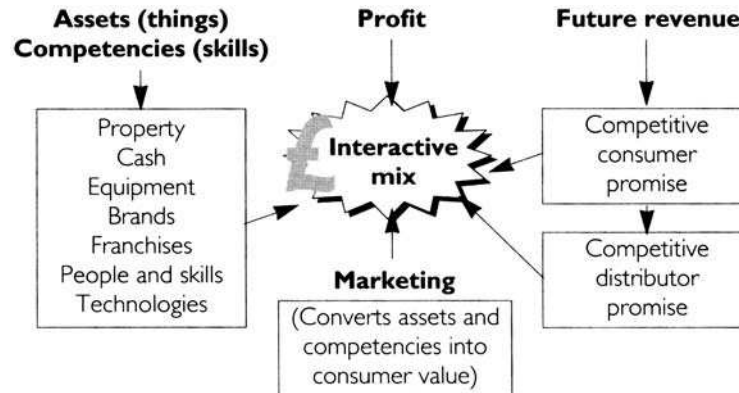 Assets (things)
Competencies (skills)
Property
Cash
Equipment
Brands
Franchises
People and skills
Technologies
Profit
£
Interactive
mix
Marketing
(Converts assets and
competencies into
consumer value)
Future revenue
Competitive
consumer
promise
Competitive
distributor
promise